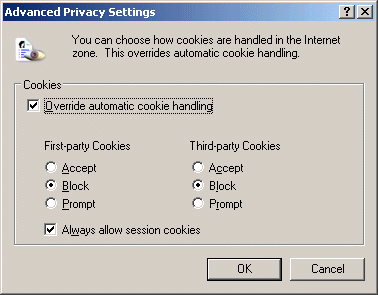 Advanced Privacy Settings
You can choose how cookies are handled in the Internet
zone. This overrides automatic cookie handling.
Cookies
Override automatic cookie handling
First-party Cookies Third-party Cookies
Accept Accept
Block Block
Prompt Prompt
Always allow session cookies
OK Cancel